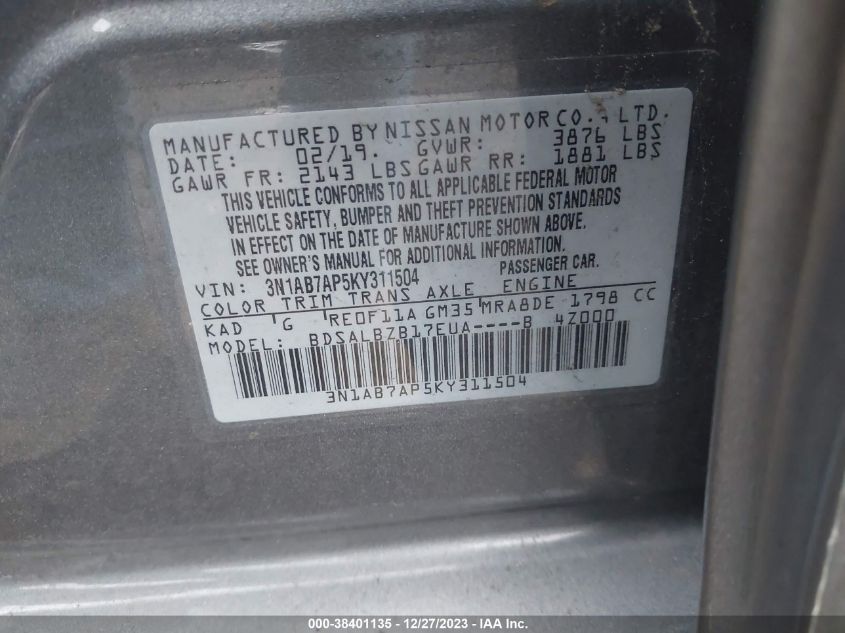 MANUFACTURED BY NISSAN MOTOR CO., LTD.
DATE: 02/19. GVWR: 3876 LBS
GAWR FR: 2143 LBS GAWR RR: 1881 LBS
THIS VEHICLE CONFORMS TO ALL APPLICABLE FEDERAL MOTOR
VEHICLE SAFETY, BUMPER AND THEFT PREVENTION STANDARDS
IN EFFECT ON THE DATE OF MANUFACTURE SHOWN ABOVE.
SEE OWNER'S MANUAL FOR ADDITIONAL INFORMATION.
VIN: 3N1AB7AP5KY311504 PASSENGER CAR.
COLOR TRIM TRANS AXLE ENGINE
KAD G RE0F11A GM35 MRA8DE 1798 CC
MODEL: BDSALBZB17EUA----B 4Z000
3N1AB7AP5KY311504
000-38401135 - 12/27/2023 - IAA Inc.